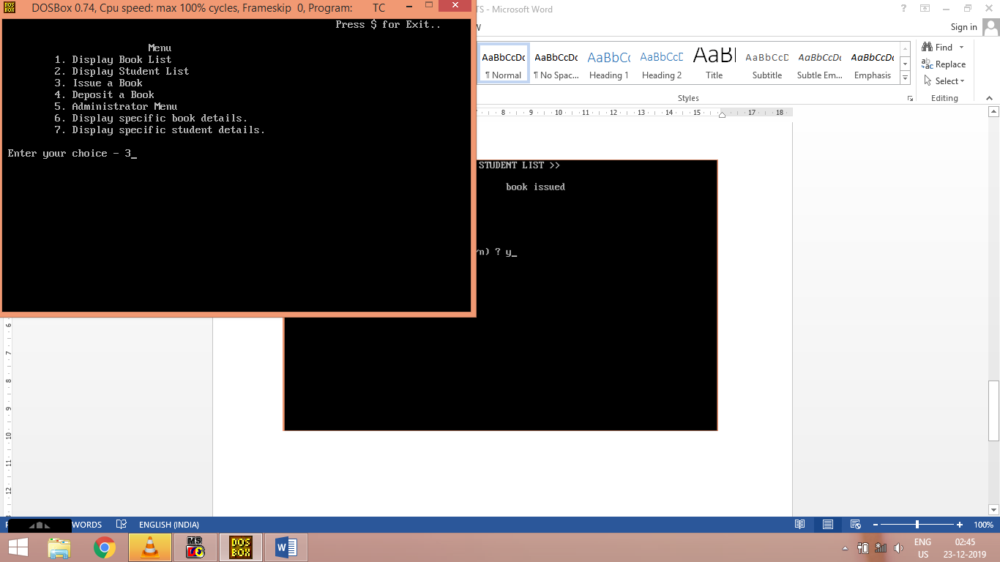 DOSBox 0.74, Cpu speed: max 100% cycles, Frameskip 0, Program: TC
Press $ for Exit..
Menu
1. Display Book List
2. Display Student List
3. Issue a Book
4. Deposit a Book
5. Administrator Menu
6. Display specific book details.
7. Display specific student details.
Enter your choice - 3_
TS - Microsoft Word
Sign in
AaBbCcDc AaBbCcDc AaBbCc AaBbCcD AaB AaBbCcD AaBbCcDc AaBbCcDc
¶ Normal ¶ No Spac... Heading 1 Heading 2 Title Subtitle Subtle Em... Emphasis
Styles
Find
Replace
Select
Editing
8 9 10 11 12 13 14 15 17 18
STUDENT LIST >>
book issued
/n) ? y_
6
7
8
9
10
11
12
WORDS ENGLISH (INDIA) 100%
MS
DOS BOX
W
ENG
US
02:45
23-12-2019